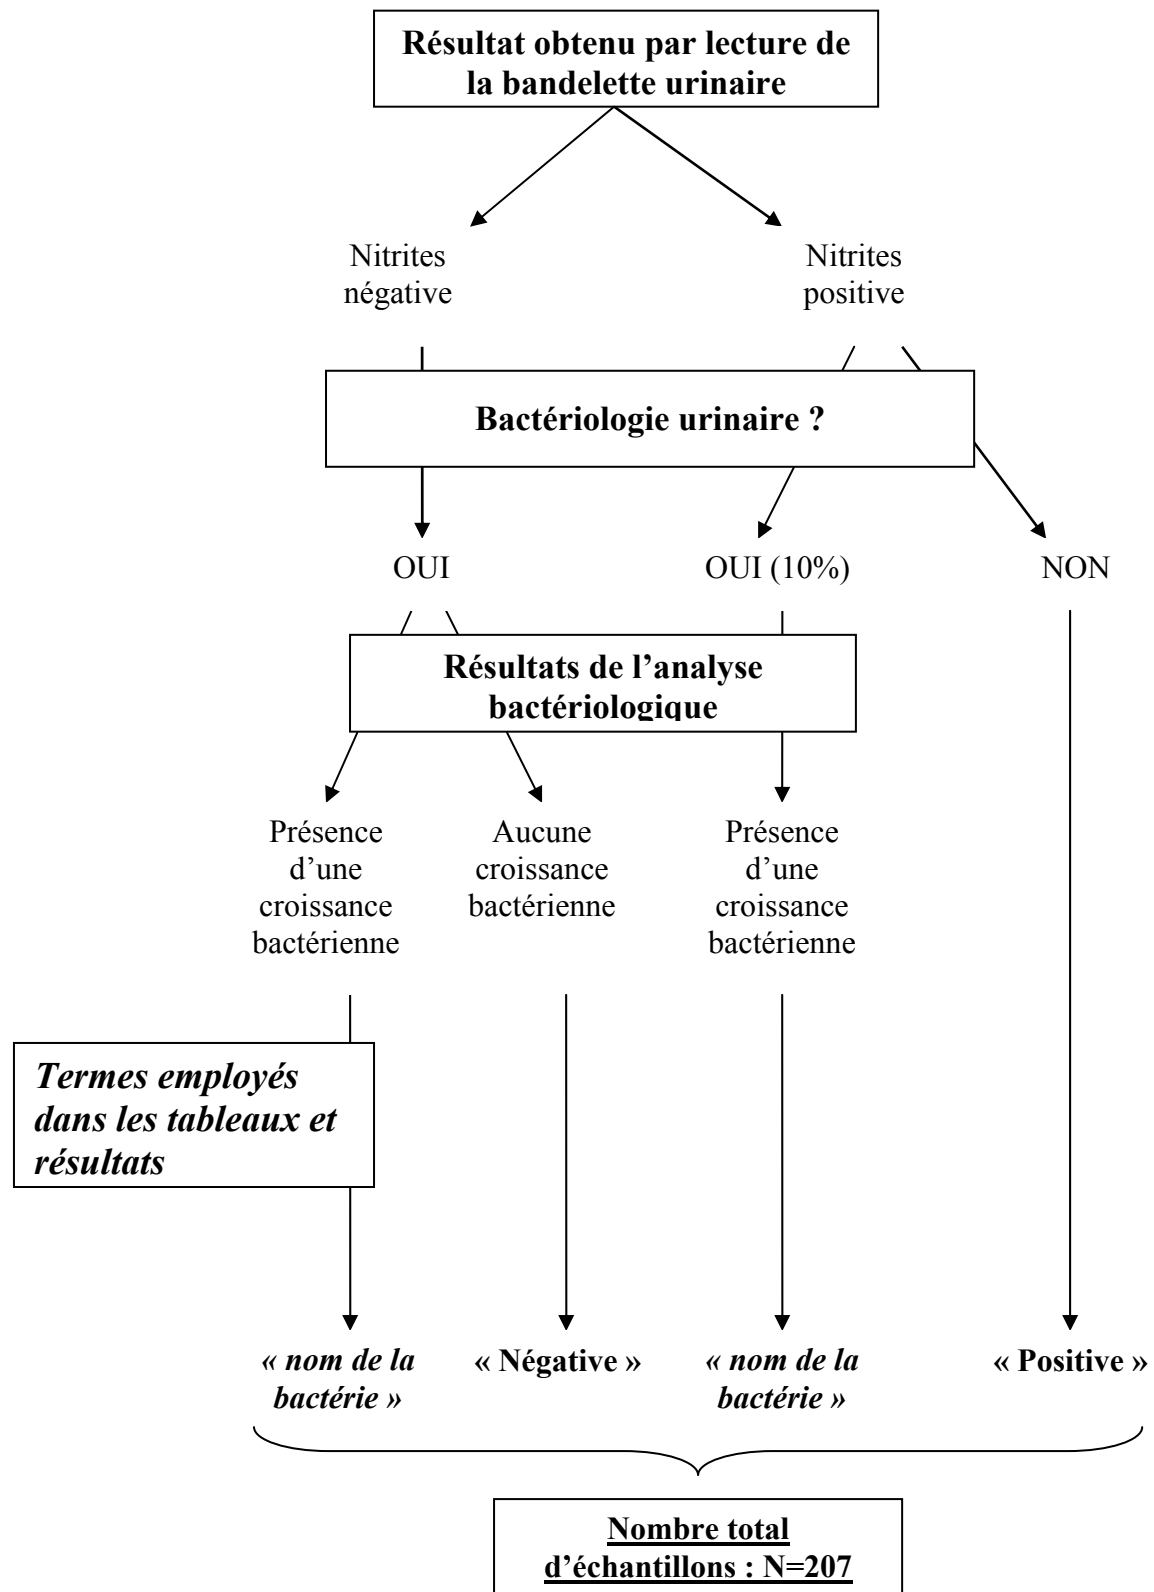 Résultat obtenu par lecture de
la bandelette urinaire
Nitrites
négative
Nitrites
positive
Bactériologie urinaire ?
OUI
OUI (10%)
NON
Résultats de l’analyse
bactériologique
Présence
d’une
croissance
bactérienne
Aucune
croissance
bactérienne
Présence
d’une
croissance
bactérienne
Termes employés
dans les tableaux et
résultats
« nom de la
bactérie »
« Négative »
« nom de la
bactérie »
« Positive »
Nombre total
d’échantillons : N=207